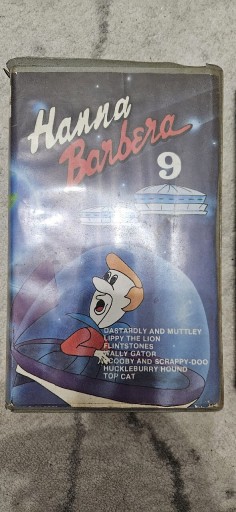 Hanna
Barbera
9
DASTARDLY AND MUTTLEY
LIPPY THE LION
FLINTSTONES
WALLY GATOR
SCOOBY AND SCRAPPY-DOO
HUCKLEBURRY HOUND
TOP CAT